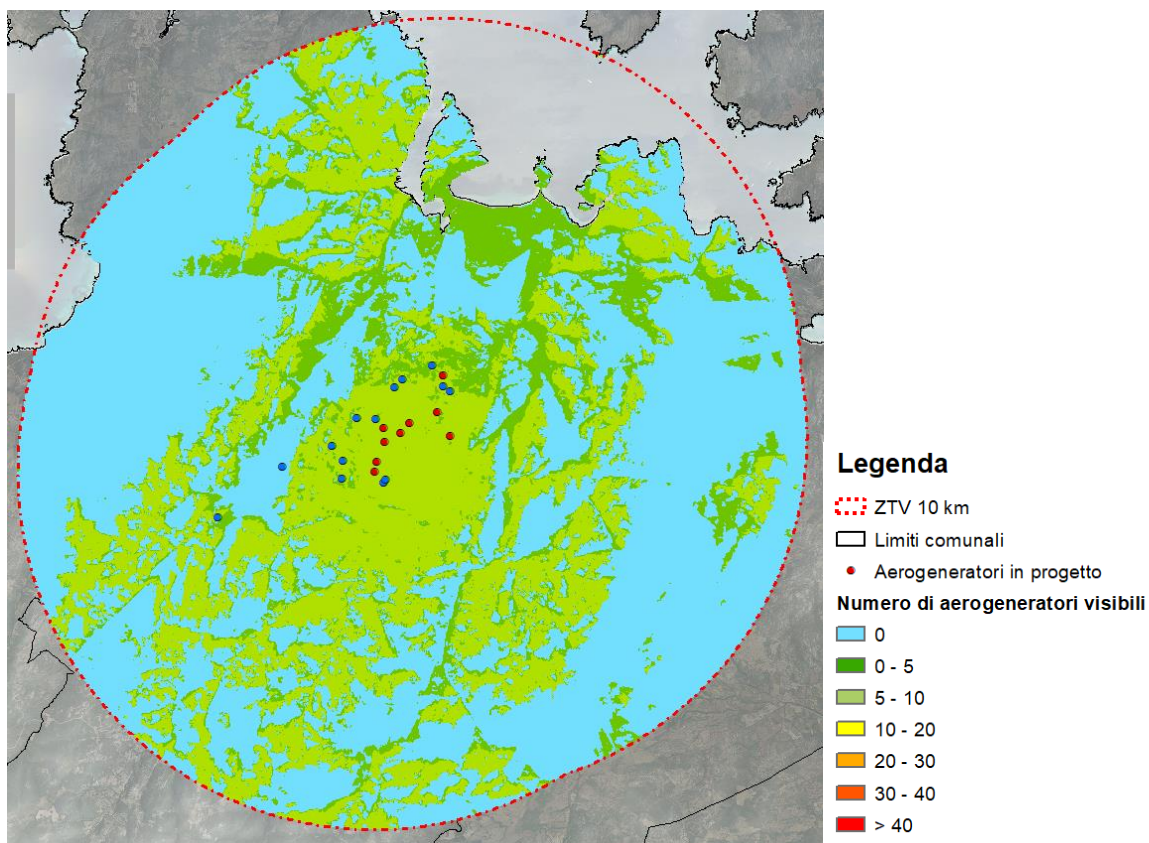 Legenda
ZTV 10 km
Limiti comunali
Aerogeneratori in progetto
Numero di aerogeneratori visibili
0
0 - 5
5 - 10
10 - 20
20 - 30
30 - 40
> 40